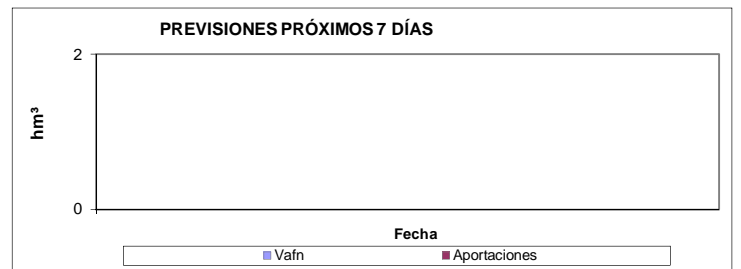 PREVISIONES PRÓXIMOS 7 DÍAS
2
hm³
0
Fecha
Vafn Aportaciones